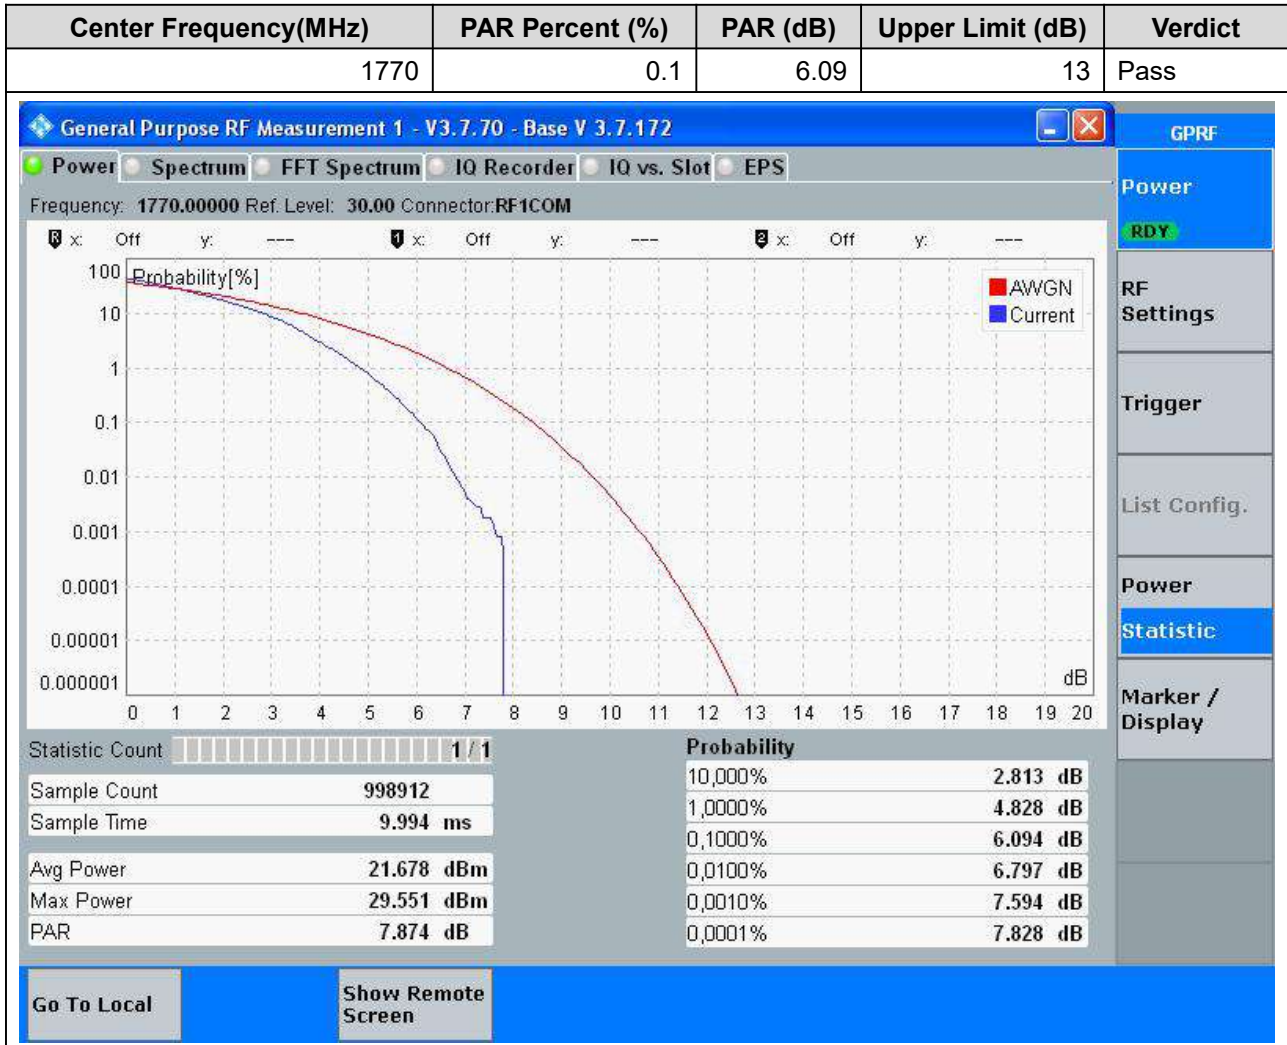 Center Frequency(MHz) PAR Percent (%) PAR (dB) Upper Limit (dB) Verdict
1770 0.1 6.09 13 Pass
General Purpose RF Measurement 1 - V3.7.70 - Base V 3.7.172
GPRF
Power Spectrum FFT Spectrum IQ Recorder IQ vs. Slot EPS
Frequency: 1770.00000 Ref. Level: 30.00 Connector:RF1COM
R x: Off y: --- 1 x: Off y: --- 2 x: Off y: ---
Probability[%]
AWGN
Current
100
10
1
0.1
0.01
0.001
0.0001
0.00001
0.000001
dB
0 1 2 3 4 5 6 7 8 9 10 11 12 13 14 15 16 17 18 19 20
Statistic Count 1 / 1
Sample Count 998912
Sample Time 9.994 ms
Avg Power 21.678 dBm
Max Power 29.551 dBm
PAR 7.874 dB
Probability
10,000% 2.813 dB
1,0000% 4.828 dB
0,1000% 6.094 dB
0,0100% 6.797 dB
0,0010% 7.594 dB
0,0001% 7.828 dB
Power
RDY
RF
Settings
Trigger
List Config.
Power
Statistic
Marker /
Display
Go To Local
Show Remote
Screen